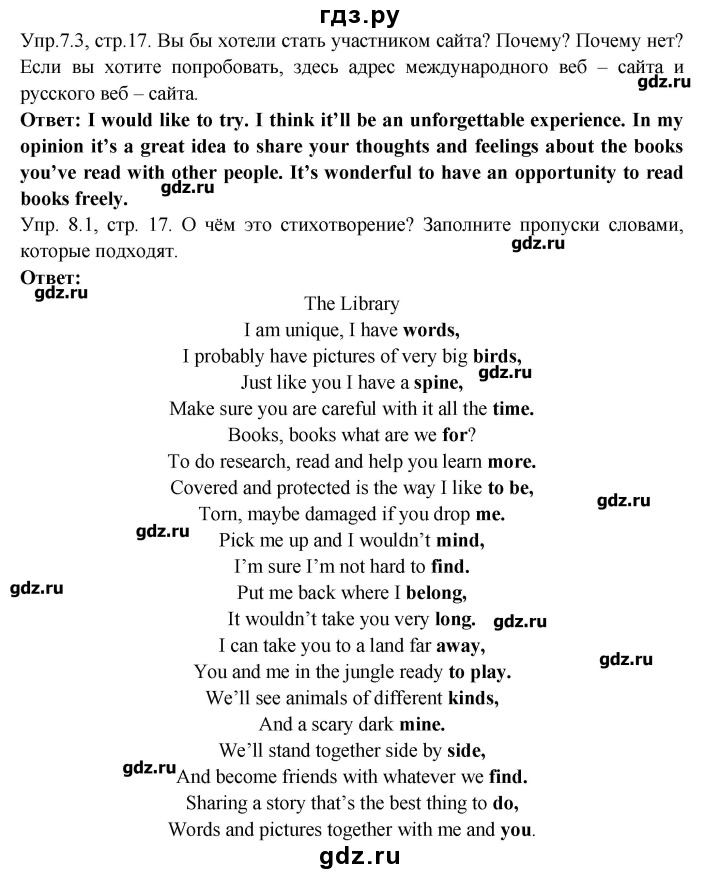 гдз.ру
Упр.7.3, стр.17. Вы бы хотели стать участником сайта? Почему? Почему нет?
Если вы хотите попробовать, здесь адрес международного веб – сайта и
gdz.ru
русского веб – сайта.
Ответ: I would like to try. I think it’ll be an unforgettable experience. In my
opinion it’s a great idea to share your thoughts and feelings about the books
you’ve read with other people. It’s wonderful to have an opportunity to read
gdz.ru
books freely.
Упр. 8.1, стр. 17. О чём это стихотворение? Заполните пропуски словами,
gdz.ru
которые подходят.
Ответ:
gdz.ru
The Library
I am unique, I have words,
I probably have pictures of very big birds,
gdz.ru
Just like you I have a spine,
Make sure you are careful with it all the time.
Books, books what are we for?
To do research, read and help you learn more.
Covered and protected is the way I like to be,
gdz.ru
Torn, maybe damaged if you drop me.
gdz.ru
Pick me up and I wouldn’t mind,
I’m sure I’m not hard to find.
gdz.ru
Put me back where I belong,
It wouldn’t take you very long.
gdz.ru
I can take you to a land far away,
gdz.ru
You and me in the jungle ready to play.
We’ll see animals of different kinds,
And a scary dark mine.
We’ll stand together side by side,
gdz.ru
And become friends with whatever we find.
Sharing a story that’s the best thing to do,
Words and pictures together with me and you.
gdz.ru